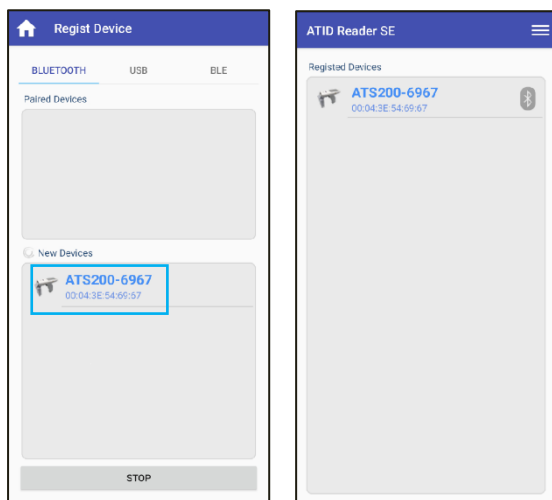 Regist Device
BLUETOOTH USB BLE
Paired Devices
New Devices
ATS200-6967
00:04:3E:54:69:67
STOP
ATID Reader SE
Registed Devices
ATS200-6967
00:04:3E:54:69:67